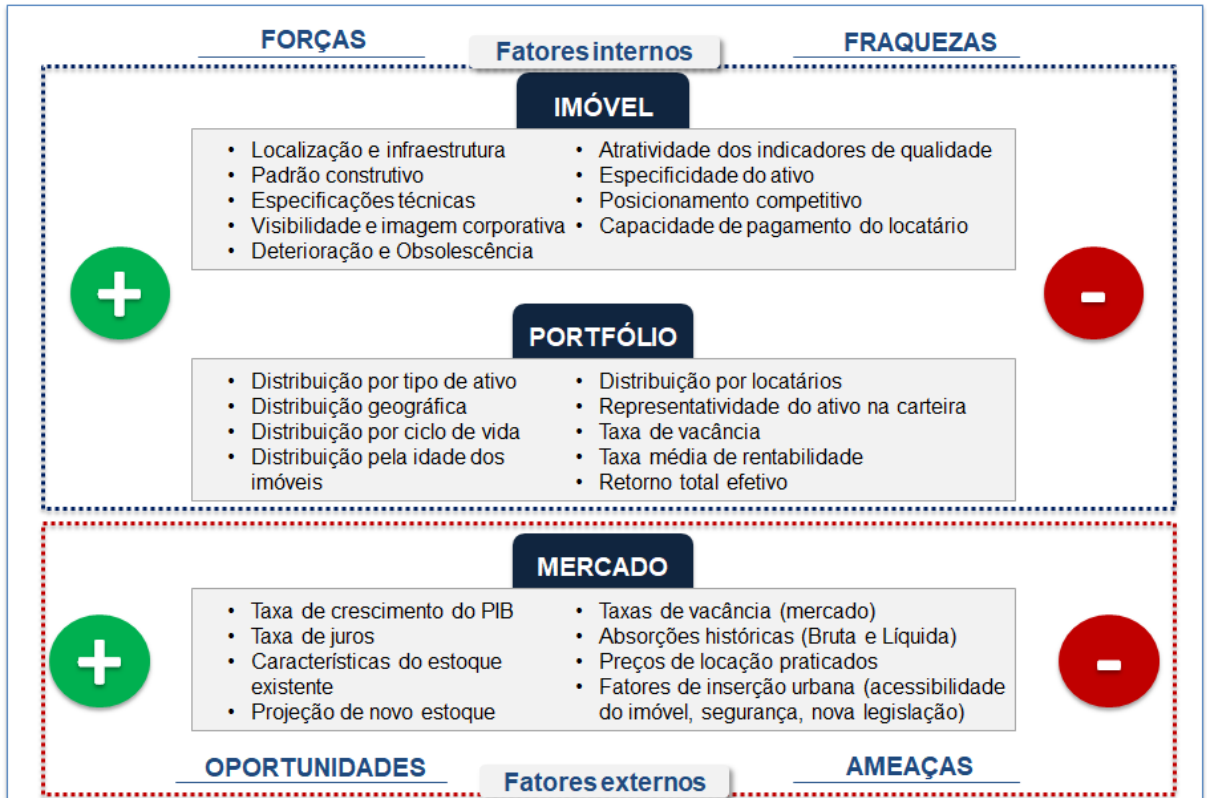 FORÇAS
Fatores internos
FRAQUEZAS
IMÓVEL
• Localização e infraestrutura
• Padrão construtivo
• Especificações técnicas
• Visibilidade e imagem corporativa
• Deterioração e Obsolescência
• Atratividade dos indicadores de qualidade
• Especificidade do ativo
• Posicionamento competitivo
• Capacidade de pagamento do locatário
+
-
PORTFÓLIO
• Distribuição por tipo de ativo
• Distribuição geográfica
• Distribuição por ciclo de vida
• Distribuição pela idade dos
imóveis
• Distribuição por locatários
• Representatividade do ativo na carteira
• Taxa de vacância
• Taxa média de rentabilidade
• Retorno total efetivo
MERCADO
• Taxa de crescimento do PIB
• Taxa de juros
• Características do estoque
existente
• Projeção de novo estoque
• Taxas de vacância (mercado)
• Absorções históricas (Bruta e Líquida)
• Preços de locação praticados
• Fatores de inserção urbana (acessibilidade
do imóvel, segurança, nova legislação)
+
-
OPORTUNIDADES
Fatores externos
AMEAÇAS